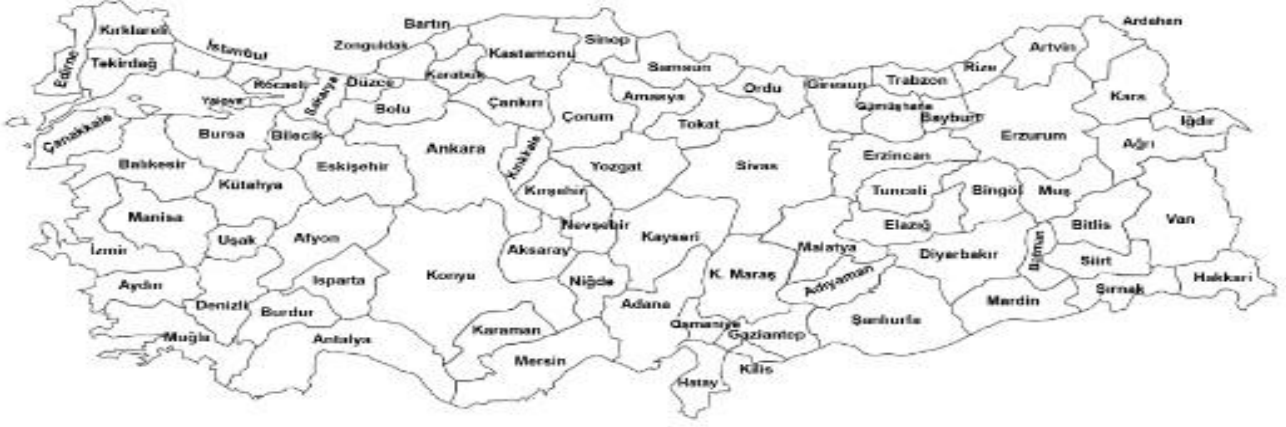 Bartın
Ardahan
Kırklareli
Sinop
Edirne
İstanbul
Zonguldak
Kastamonu
Artvin
Tekirdağ
Samsun
Rize
Kocaeli
Sakarya
Düzce
Karabük
Trabzon
Ordu
Giresun
Kars
Yalova
Bolu
Çankırı
Amasya
Gümüşhane
Çanakkale
Bursa
Bilecik
Çorum
Tokat
Bayburt
Iğdır
Erzurum
Ankara
Kırıkkale
Ağrı
Balıkesir
Eskişehir
Yozgat
Sivas
Erzincan
Kütahya
Kırşehir
Tunceli
Bingöl
Muş
Manisa
Nevşehir
Van
Uşak
Afyon
Kayseri
Elazığ
Bitlis
İzmir
Aksaray
Malatya
Diyarbakır
Batman
Siirt
Aydın
Isparta
Konya
Niğde
K. Maraş
Adıyaman
Hakkari
Şırnak
Denizli
Burdur
Adana
Mardin
Muğla
Antalya
Karaman
Osmaniye
Gaziantep
Şanlıurfa
Mersin
Kilis
Hatay